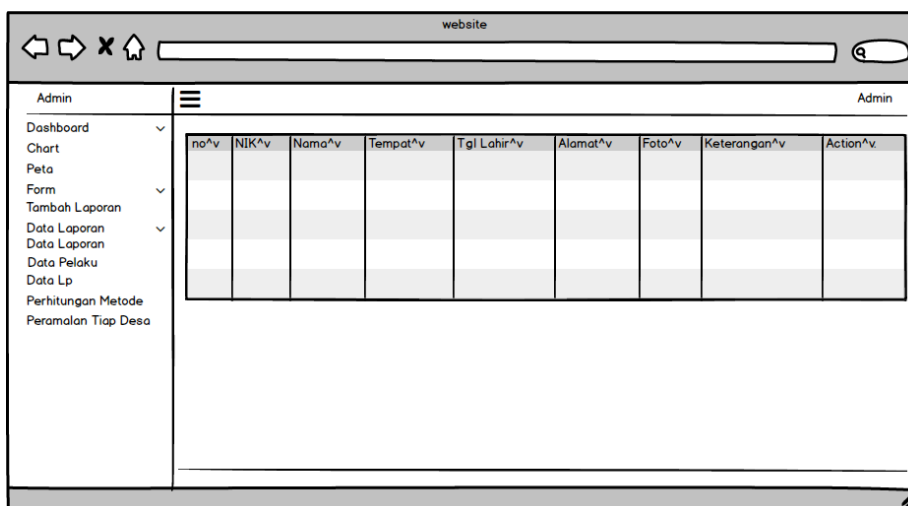 website
Admin
Admin
Dashboard
Chart
Peta
Form
Tambah Laporan
Data Laporan
Data Laporan
Data Pelaku
Data Lp
Perhitungan Metode
Peramalan Tiap Desa
no^v NIK^v Nama^v Tempat^v Tgl Lahir^v Alamat^v Foto^v Keterangan^v Action^v.